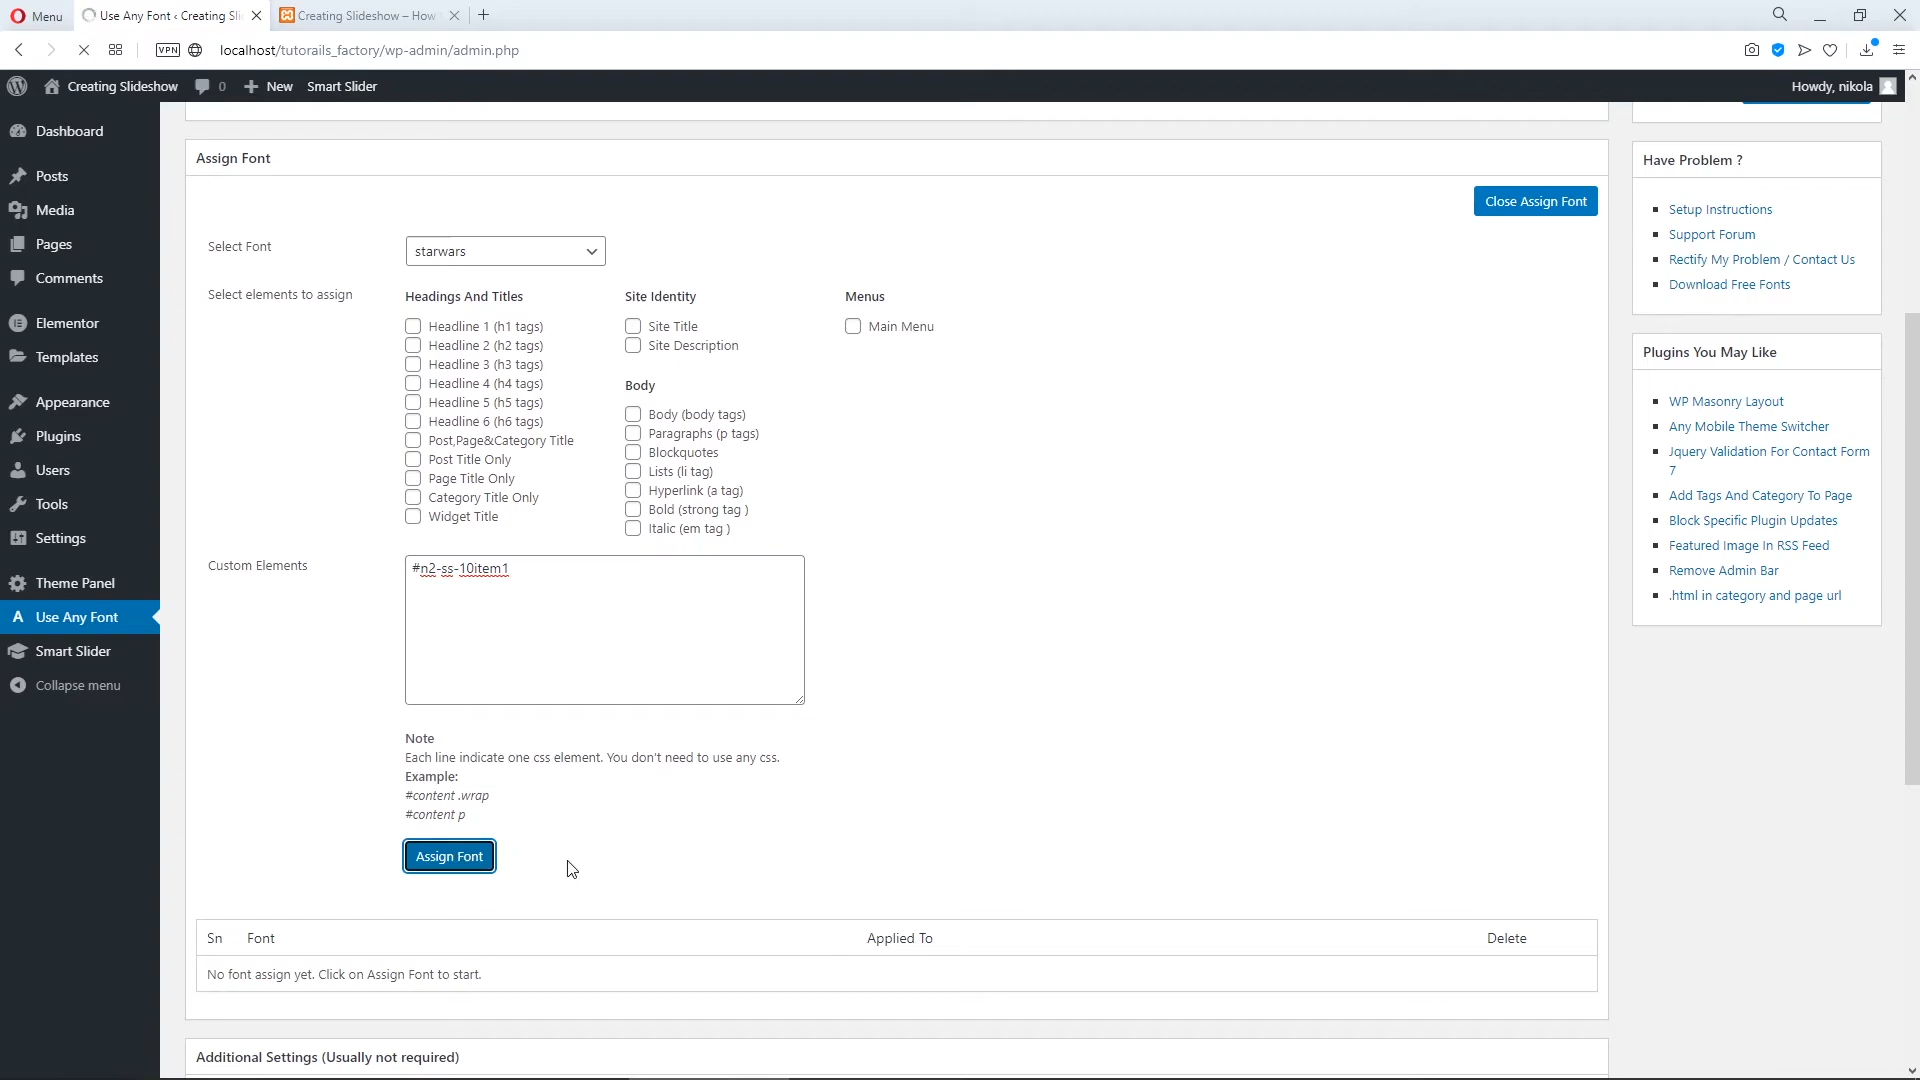 Menu
Use Any Font ‹ Creating Sli
Creating Slideshow – How
VPN
localhost/tutorails_factory/wp-admin/admin.php
Creating Slideshow
0
New
Smart Slider
Howdy, nikola
Dashboard
Posts
Media
Pages
Comments
Elementor
Templates
Appearance
Plugins
Users
Tools
Settings
Theme Panel
A Use Any Font
Smart Slider
Collapse menu
Assign Font
Close Assign Font
Select Font
starwars
Select elements to assign
Headings And Titles
Headline 1 (h1 tags)
Headline 2 (h2 tags)
Headline 3 (h3 tags)
Headline 4 (h4 tags)
Headline 5 (h5 tags)
Headline 6 (h6 tags)
Post,Page&Category Title
Post Title Only
Page Title Only
Category Title Only
Widget Title
Site Identity
Site Title
Site Description
Body
Body (body tags)
Paragraphs (p tags)
Blockquotes
Lists (li tag)
Hyperlink (a tag)
Bold (strong tag )
Italic (em tag )
Menus
Main Menu
Custom Elements
#n2-ss-10item1
Note
Each line indicate one css element. You don't need to use any css.
Example:
#content .wrap
#content p
Assign Font
Sn Font Applied To Delete
No font assign yet. Click on Assign Font to start.
Additional Settings (Usually not required)
Have Problem ?
Setup Instructions
Support Forum
Rectify My Problem / Contact Us
Download Free Fonts
Plugins You May Like
WP Masonry Layout
Any Mobile Theme Switcher
Jquery Validation For Contact Form
7
Add Tags And Category To Page
Block Specific Plugin Updates
Featured Image In RSS Feed
Remove Admin Bar
.html in category and page url